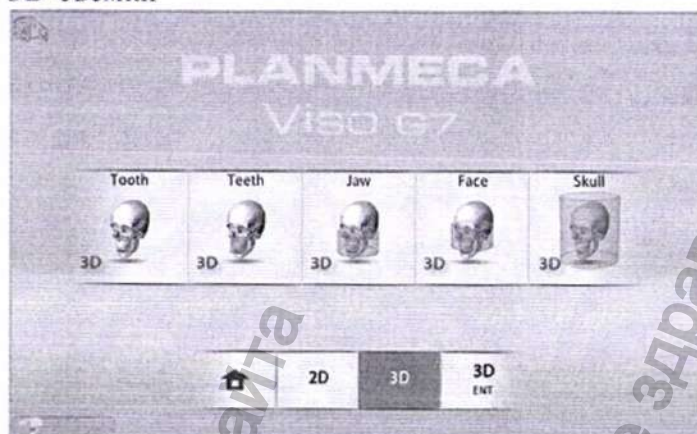 PLANMECA
Viso G7
Tooth Teeth Jaw Face Skull
3D 3D 3D 3D 3D
2D 3D 3D
ENT